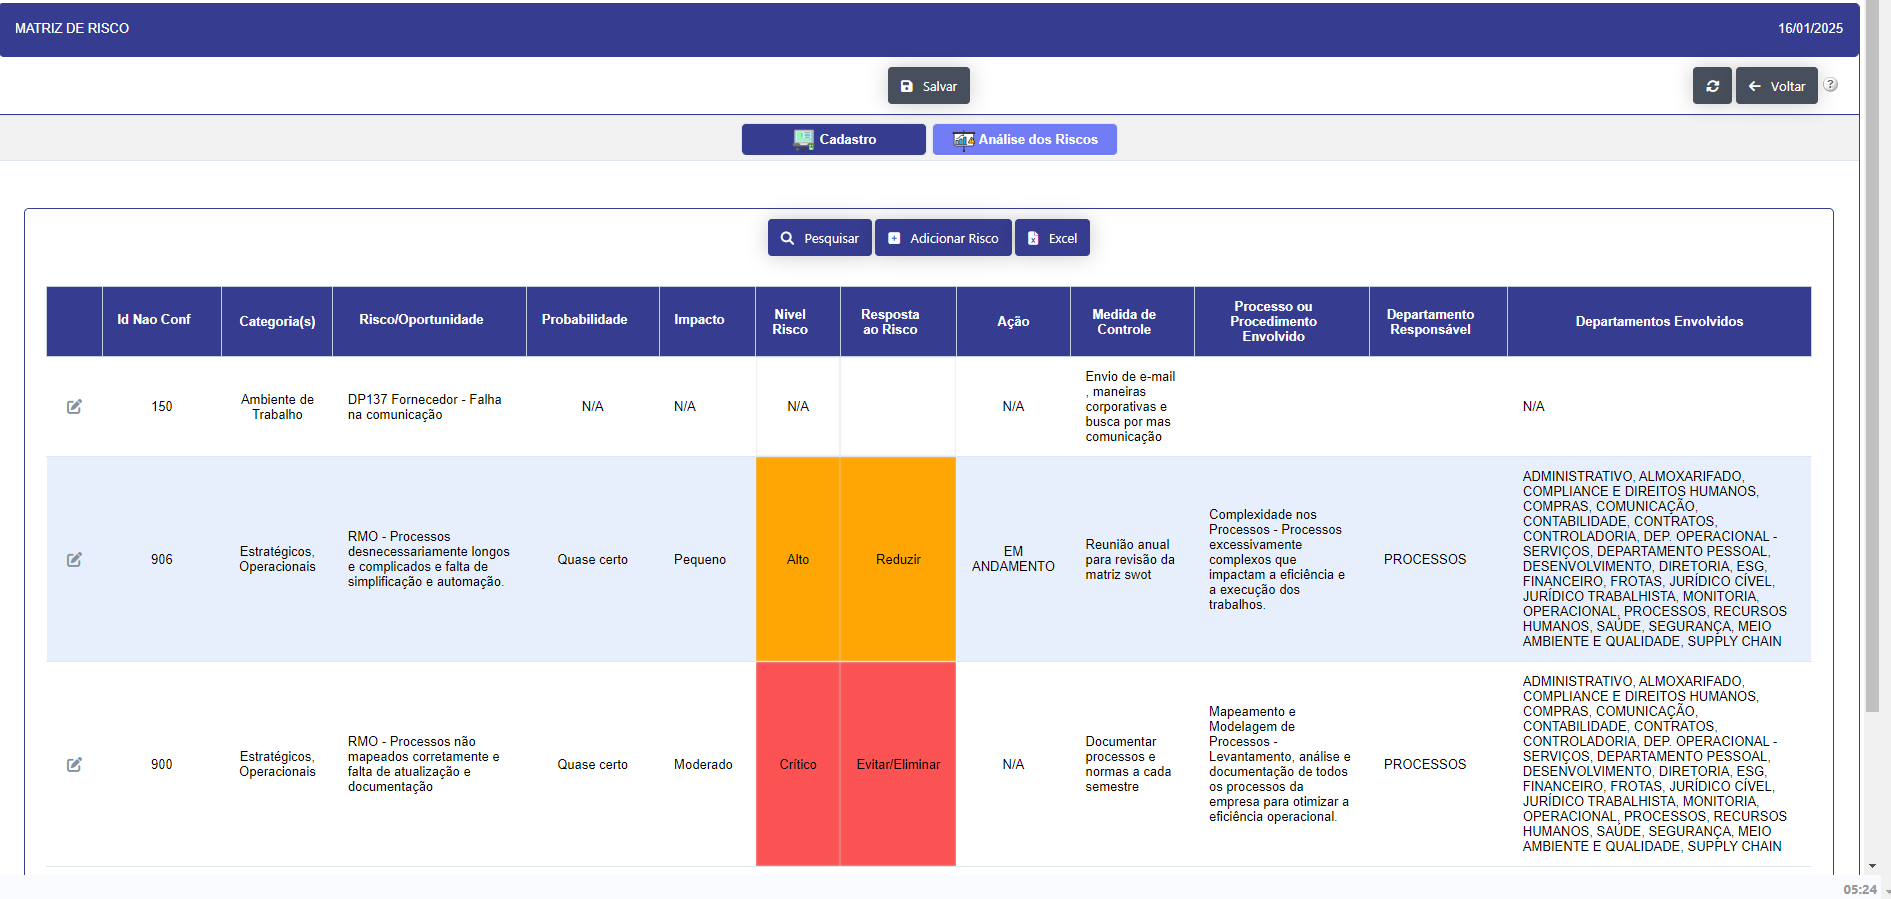 MATRIZ DE RISCO
16/01/2025
Salvar
Voltar
?
Cadastro
Análise dos Riscos
Pesquisar
Adicionar Risco
Excel
Id Nao Conf
Categoria(s)
Risco/Oportunidade
Probabilidade
Impacto
Nivel
Risco
Resposta
ao Risco
Ação
Medida de
Controle
Processo ou
Procedimento
Envolvido
Departamento
Responsável
Departamentos Envolvidos
150
Ambiente de
Trabalho
DP137 Fornecedor - Falha
na comunicação
N/A
N/A
N/A
N/A
Envio de e-mail
, maneiras
corporativas e
busca por mas
comunicação
N/A
906
Estratégicos,
Operacionais
RMO - Processos
desnecessariamente longos
e complicados e falta de
simplificação e automação.
Quase certo
Pequeno
Alto
Reduzir
EM
ANDAMENTO
Reunião anual
para revisão da
matriz swot
Complexidade nos
Processos - Processos
excessivamente
complexos que
impactam a eficiência e
a execução dos
trabalhos.
PROCESSOS
ADMINISTRATIVO, ALMOXARIFADO,
COMPLIANCE E DIREITOS HUMANOS,
COMPRAS, COMUNICAÇÃO,
CONTABILIDADE, CONTRATOS,
CONTROLADORIA, DEP. OPERACIONAL -
SERVIÇOS, DEPARTAMENTO PESSOAL,
DESENVOLVIMENTO, DIRETORIA, ESG,
FINANCEIRO, FROTAS, JURÍDICO CÍVEL,
JURÍDICO TRABALHISTA, MONITORIA,
OPERACIONAL, PROCESSOS, RECURSOS
HUMANOS, SAÚDE, SEGURANÇA, MEIO
AMBIENTE E QUALIDADE, SUPPLY CHAIN
900
Estratégicos,
Operacionais
RMO - Processos não
mapeados corretamente e
falta de atualização e
documentação
Quase certo
Moderado
Crítico
Evitar/Eliminar
N/A
Documentar
processos e
normas a cada
semestre
Mapeamento e
Modelagem de
Processos -
Levantamento, análise e
documentação de todos
os processos da
empresa para otimizar a
eficiência operacional.
PROCESSOS
ADMINISTRATIVO, ALMOXARIFADO,
COMPLIANCE E DIREITOS HUMANOS,
COMPRAS, COMUNICAÇÃO,
CONTABILIDADE, CONTRATOS,
CONTROLADORIA, DEP. OPERACIONAL -
SERVIÇOS, DEPARTAMENTO PESSOAL,
DESENVOLVIMENTO, DIRETORIA, ESG,
FINANCEIRO, FROTAS, JURÍDICO CÍVEL,
JURÍDICO TRABALHISTA, MONITORIA,
OPERACIONAL, PROCESSOS, RECURSOS
HUMANOS, SAÚDE, SEGURANÇA, MEIO
AMBIENTE E QUALIDADE, SUPPLY CHAIN
05:24